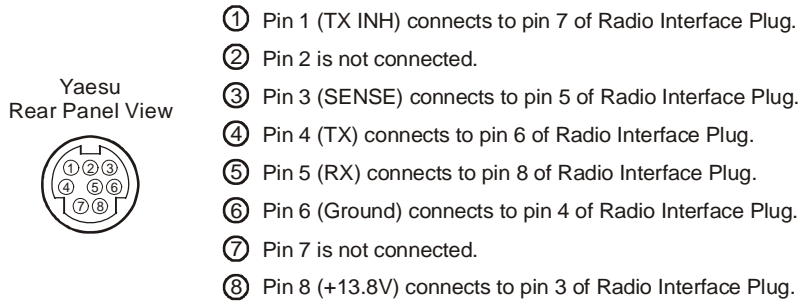 ① Pin 1 (TX INH) connects to pin 7 of Radio Interface Plug.
② Pin 2 is not connected.
Yaesu
Rear Panel View
③ Pin 3 (SENSE) connects to pin 5 of Radio Interface Plug.
④ Pin 4 (TX) connects to pin 6 of Radio Interface Plug.
⑤ Pin 5 (RX) connects to pin 8 of Radio Interface Plug.
⑥ Pin 6 (Ground) connects to pin 4 of Radio Interface Plug.
⑦ Pin 7 is not connected.
⑧ Pin 8 (+13.8V) connects to pin 3 of Radio Interface Plug.
①②③
④ ⑤⑥
⑦⑧